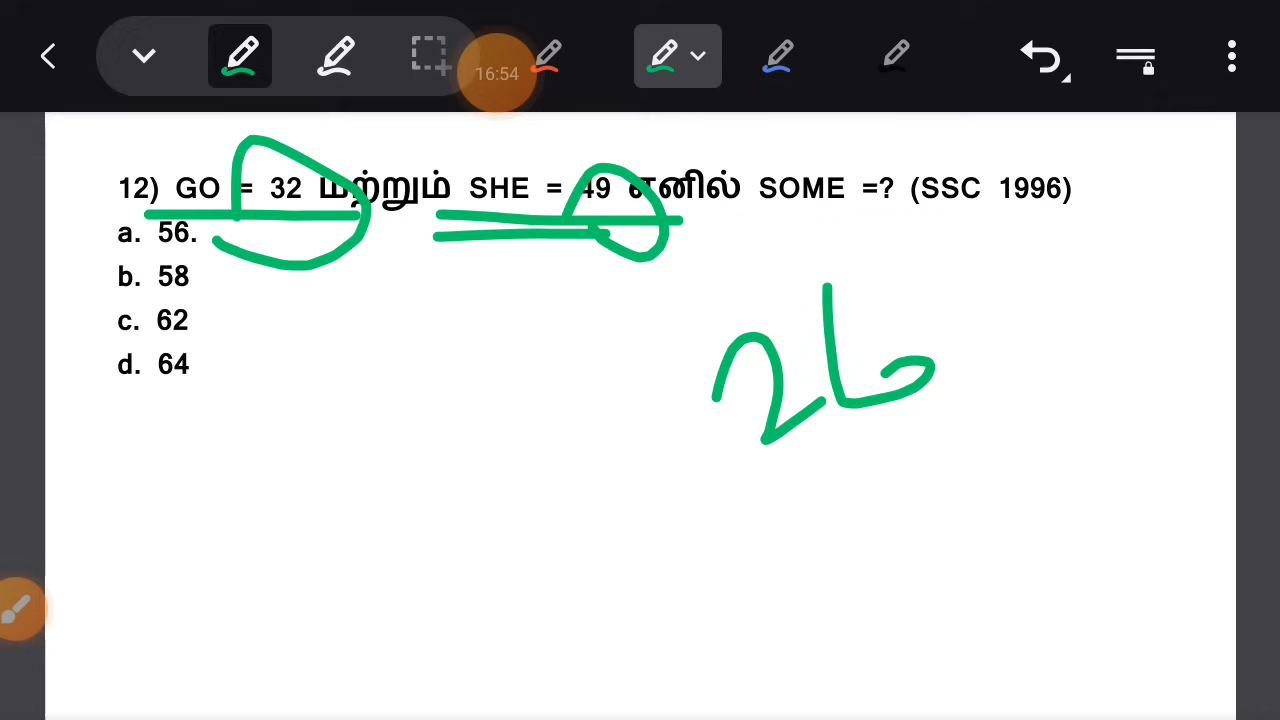 16:54
12) GO = 32 மற்றும் SHE = 49 எனில் SOME =? (SSC 1996)
a. 56.
b. 58
c. 62
d. 64
26